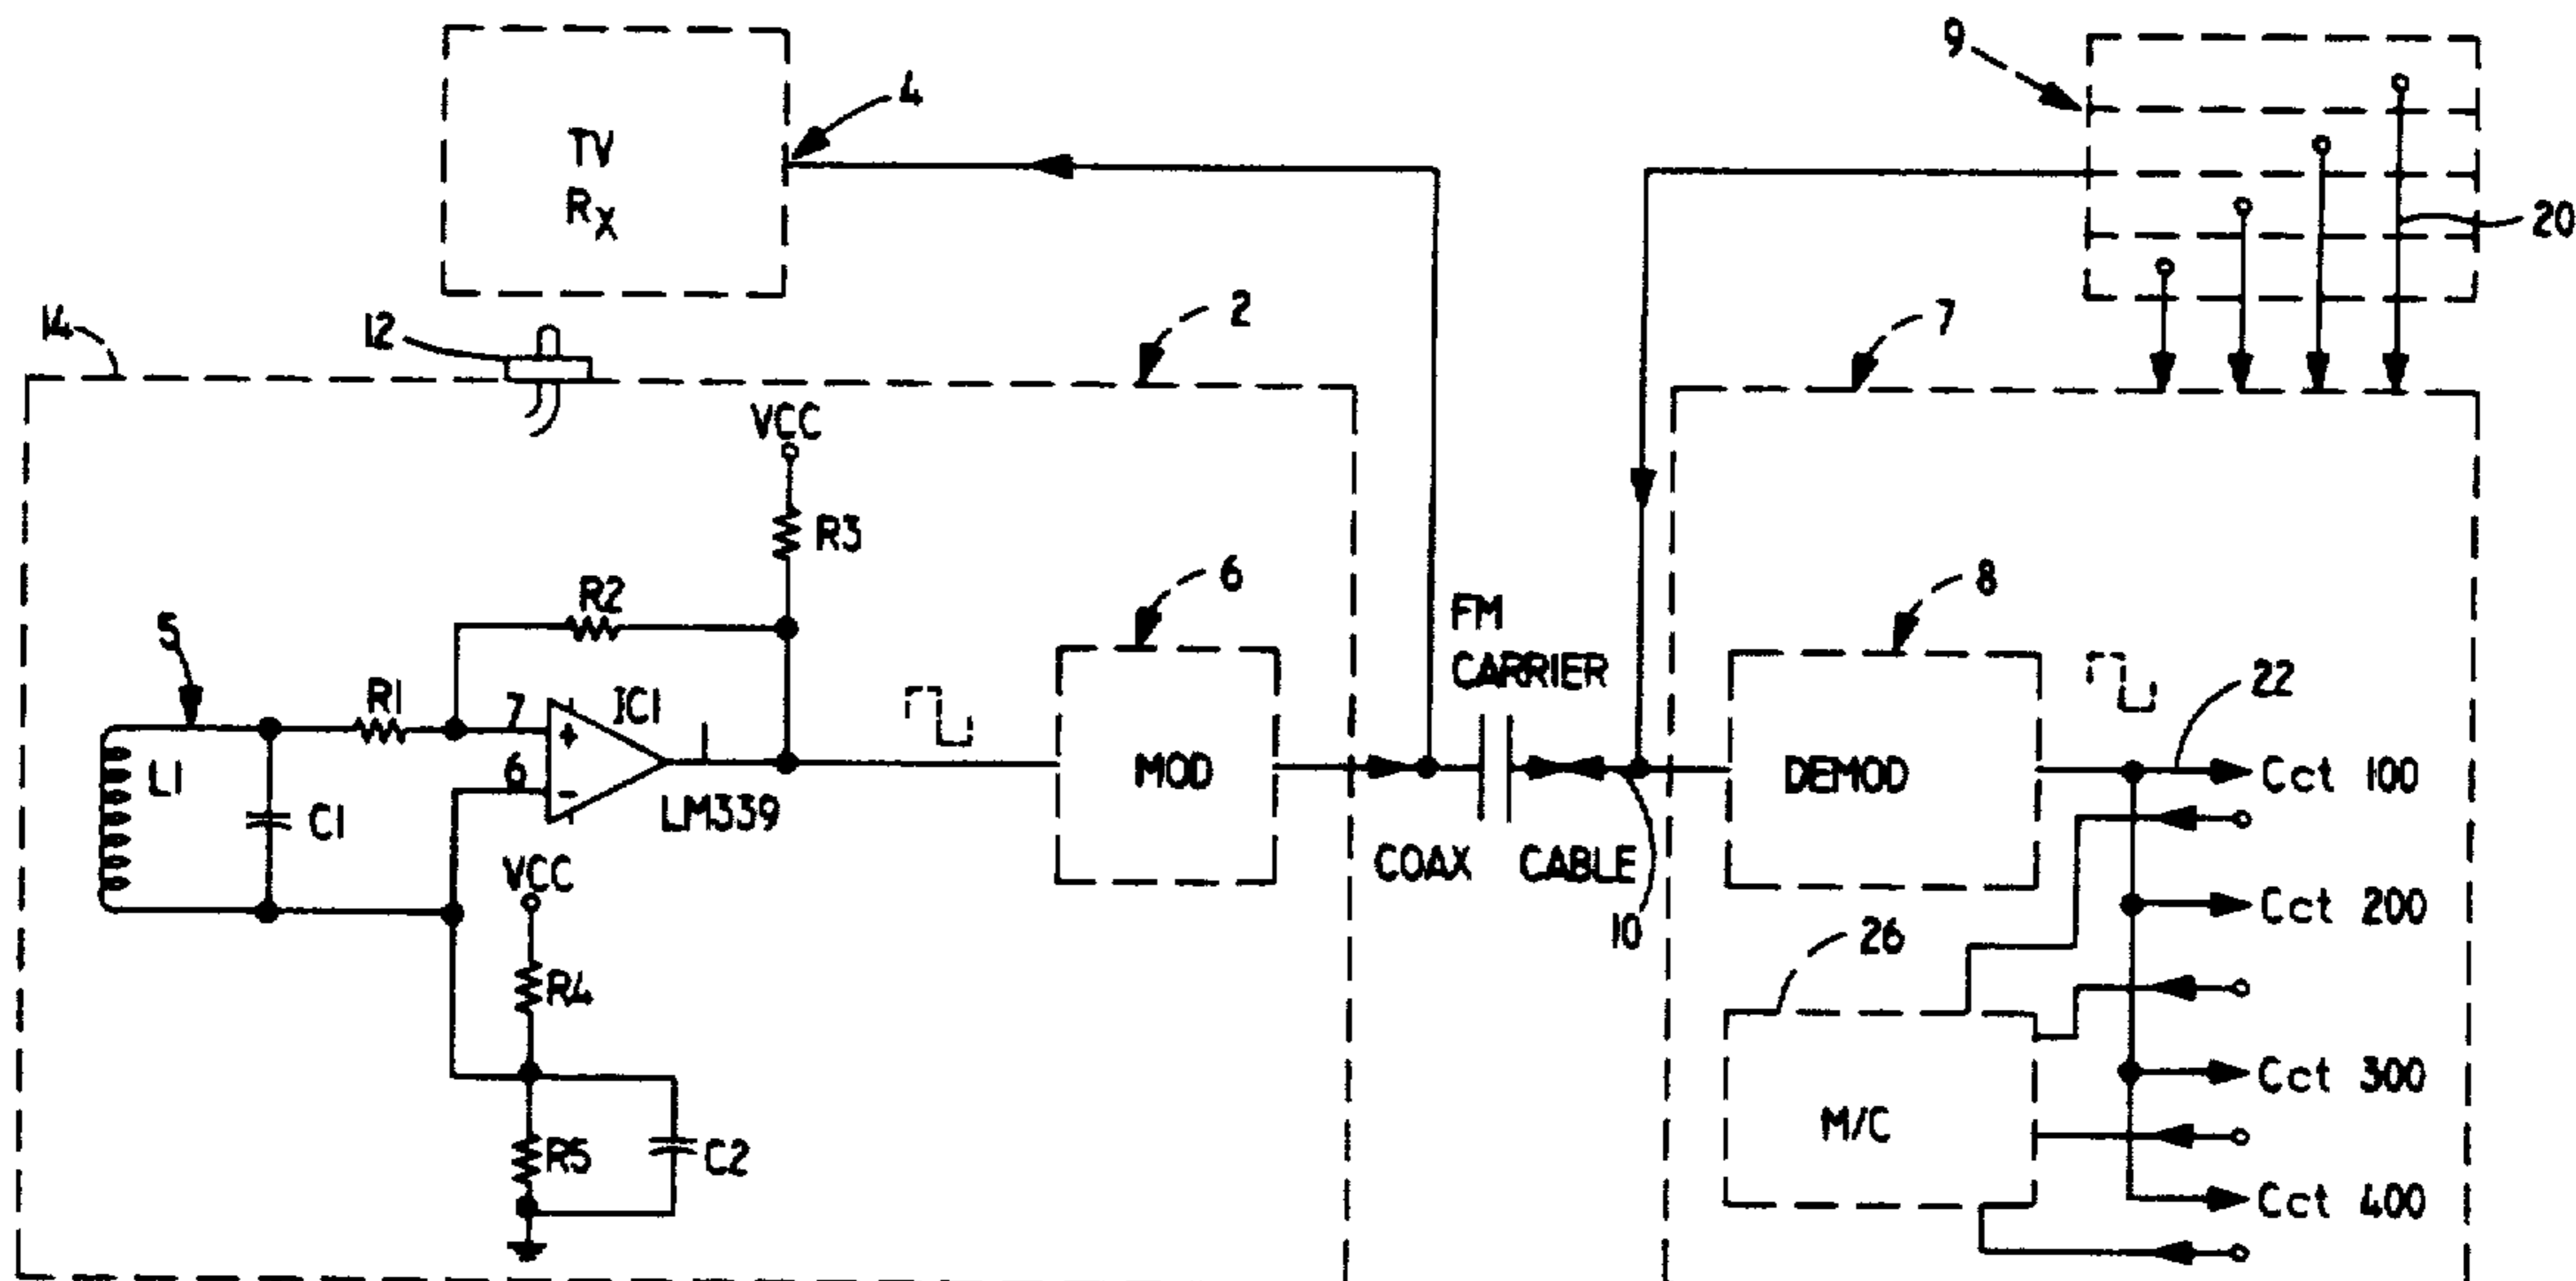 TV
RX
4
9
20
14
12
2
7
VCC
R3
R2
6
FM
CARRIER
8
5
R1
7
IC1
22
L1
+
6
-
MOD
DEMOD
Cct 100
C1
LM339
COAX
CABLE
VCC
10
26
Cct 200
R4
Cct 300
M/C
R5
C2
Cct 400